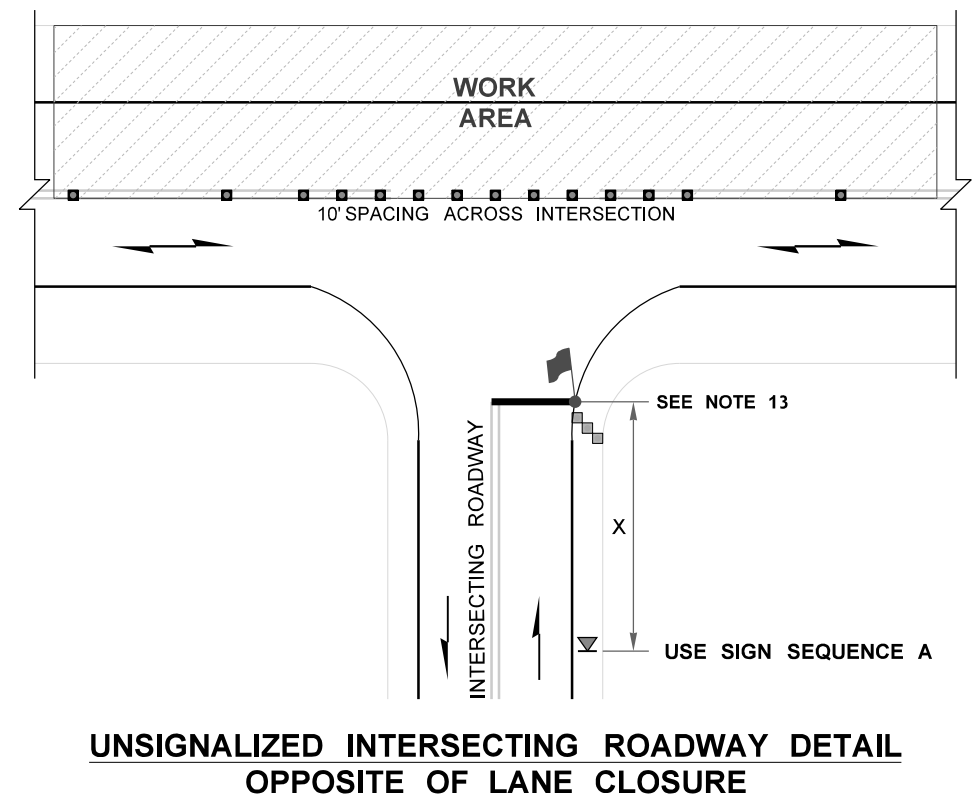 WORK
AREA
10' SPACING ACROSS INTERSECTION
SEE NOTE 13
INTERSECTING ROADWAY
X
USE SIGN SEQUENCE A
UNSIGNALIZED INTERSECTING ROADWAY DETAIL
OPPOSITE OF LANE CLOSURE